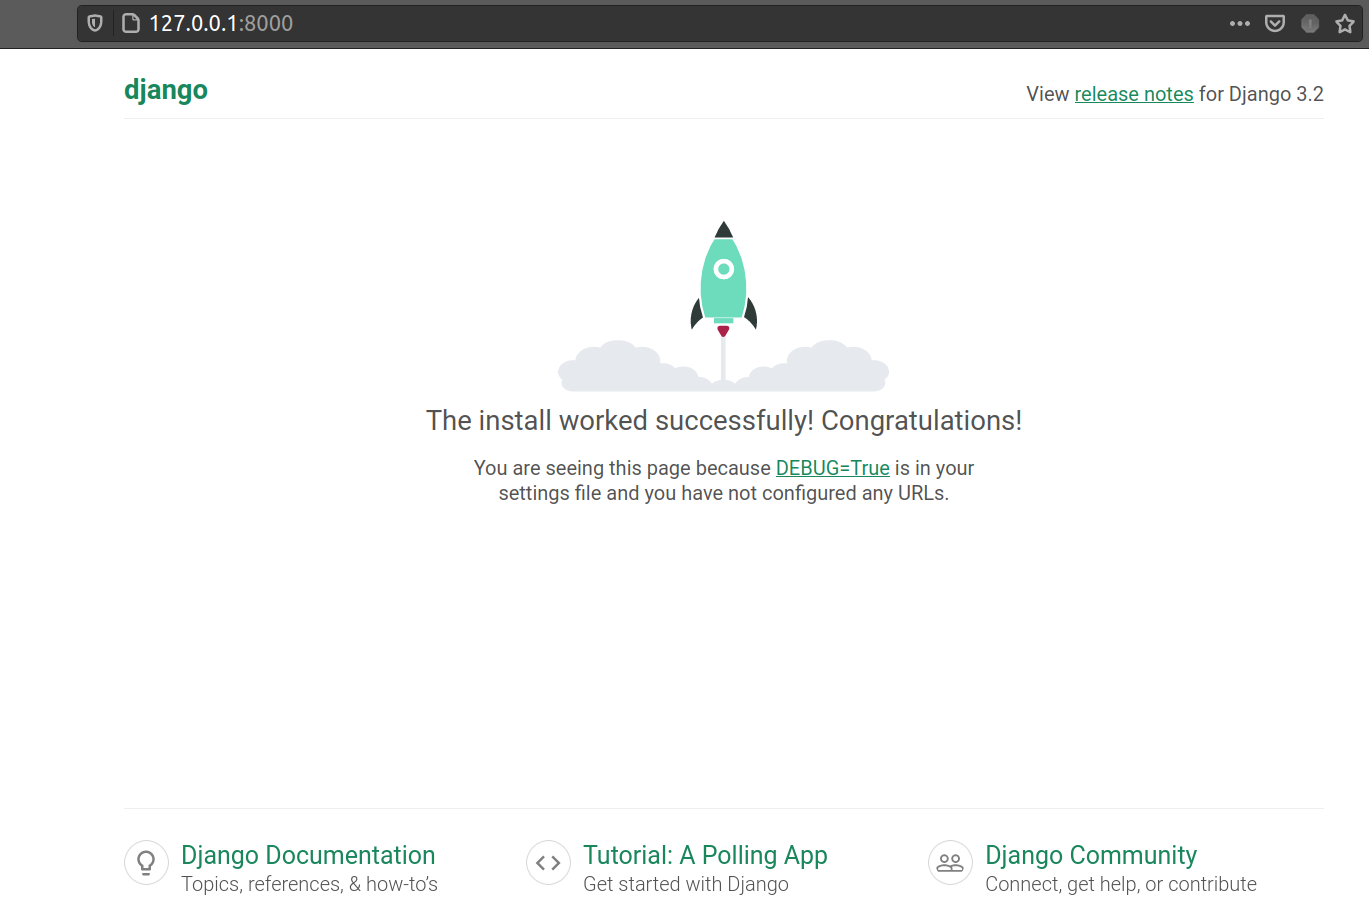 127.0.0.1:8000
django
View release notes for Django 3.2
The install worked successfully! Congratulations!
You are seeing this page because DEBUG=True is in your
settings file and you have not configured any URLs.
Django Documentation
Topics, references, & how-to’s
Tutorial: A Polling App
Get started with Django
Django Community
Connect, get help, or contribute